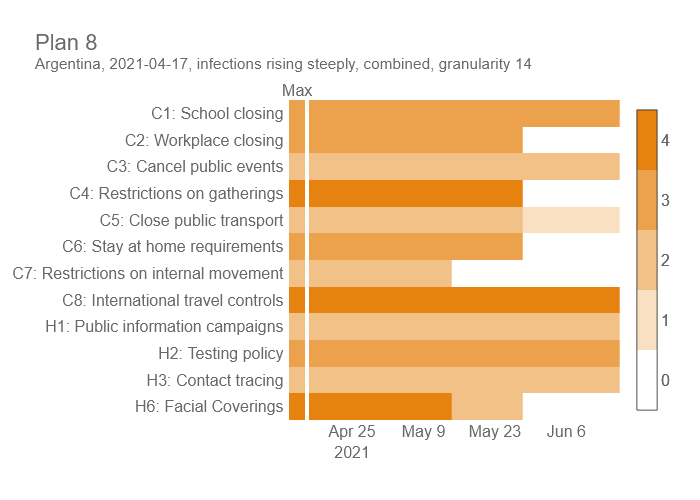 Plan 8
Argentina, 2021-04-17, infections rising steeply, combined, granularity 14
Max
C1: School closing
C2: Workplace closing
C3: Cancel public events
C4: Restrictions on gatherings
C5: Close public transport
C6: Stay at home requirements
C7: Restrictions on internal movement
C8: International travel controls
H1: Public information campaigns
H2: Testing policy
H3: Contact tracing
H6: Facial Coverings
Apr 25 May 9 May 23 Jun 6
2021
4
3
2
1
0